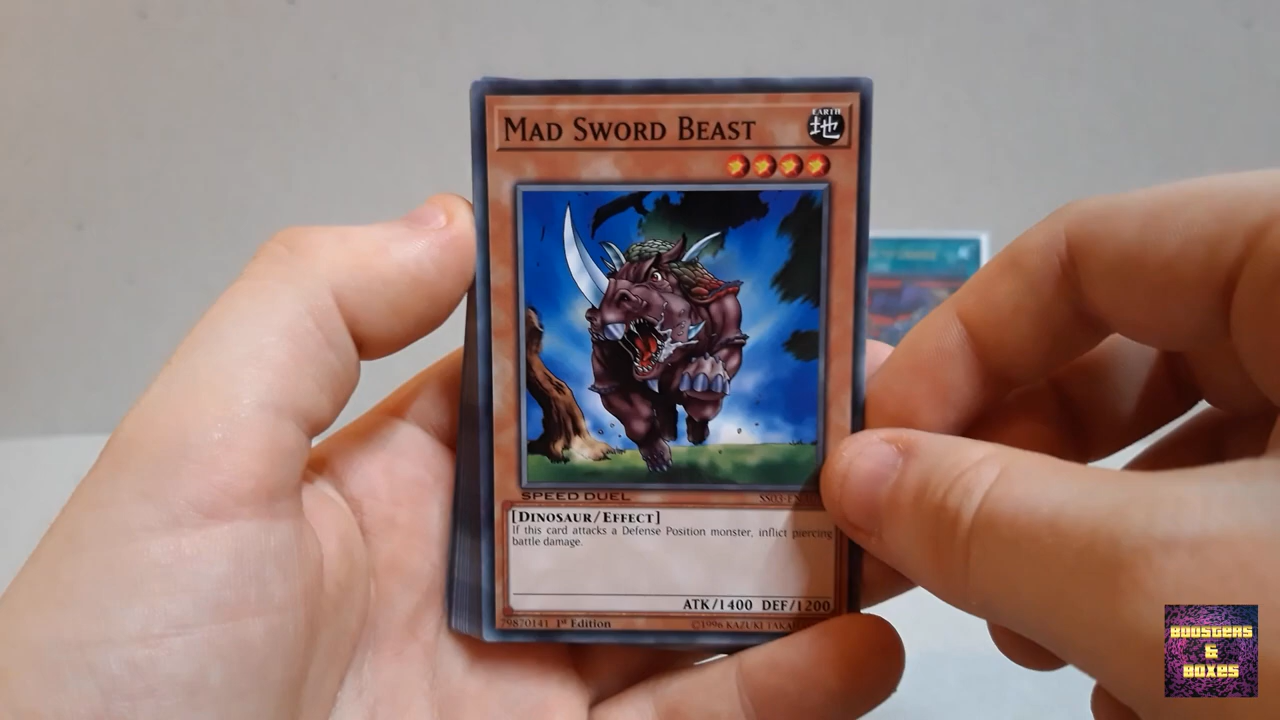 MAD SWORD BEAST
EARTH
地
SPEED DUEL
[DINOSAUR/EFFECT]
If this card attacks a Defense Position monster, inflict piercing
battle damage.
ATK/1400 DEF/1200
79870141 1st Edition
©1996 KAZUKI
BOOSTERS
&
BOXES